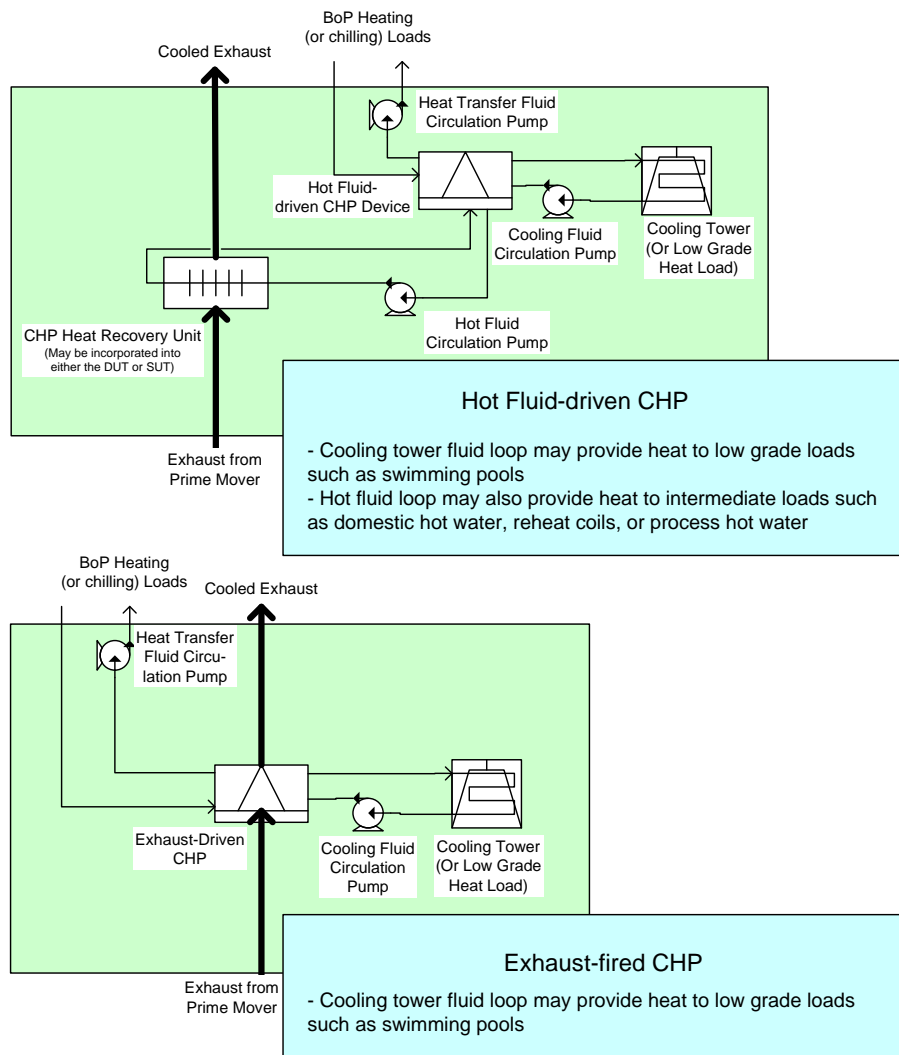 BoP Heating
(or chilling) Loads
Cooled Exhaust
Heat Transfer Fluid
Circulation Pump
Hot Fluid-
driven CHP Device
Cooling Fluid
Circulation Pump
Cooling Tower
(Or Low Grade
Heat Load)
CHP Heat Recovery Unit
(May be incorporated into
either the DUT or SUT)
Hot Fluid
Circulation Pump
Exhaust from
Prime Mover
Hot Fluid-driven CHP
- Cooling tower fluid loop may provide heat to low grade loads
such as swimming pools
- Hot fluid loop may also provide heat to intermediate loads such
as domestic hot water, reheat coils, or process hot water
BoP Heating
(or chilling) Loads
Cooled Exhaust
Heat Transfer
Fluid Circu-
lation Pump
Exhaust-Driven
CHP
Cooling Fluid
Circulation
Pump
Cooling Tower
(Or Low Grade
Heat Load)
Exhaust from
Prime Mover
Exhaust-fired CHP
- Cooling tower fluid loop may provide heat to low grade loads
such as swimming pools